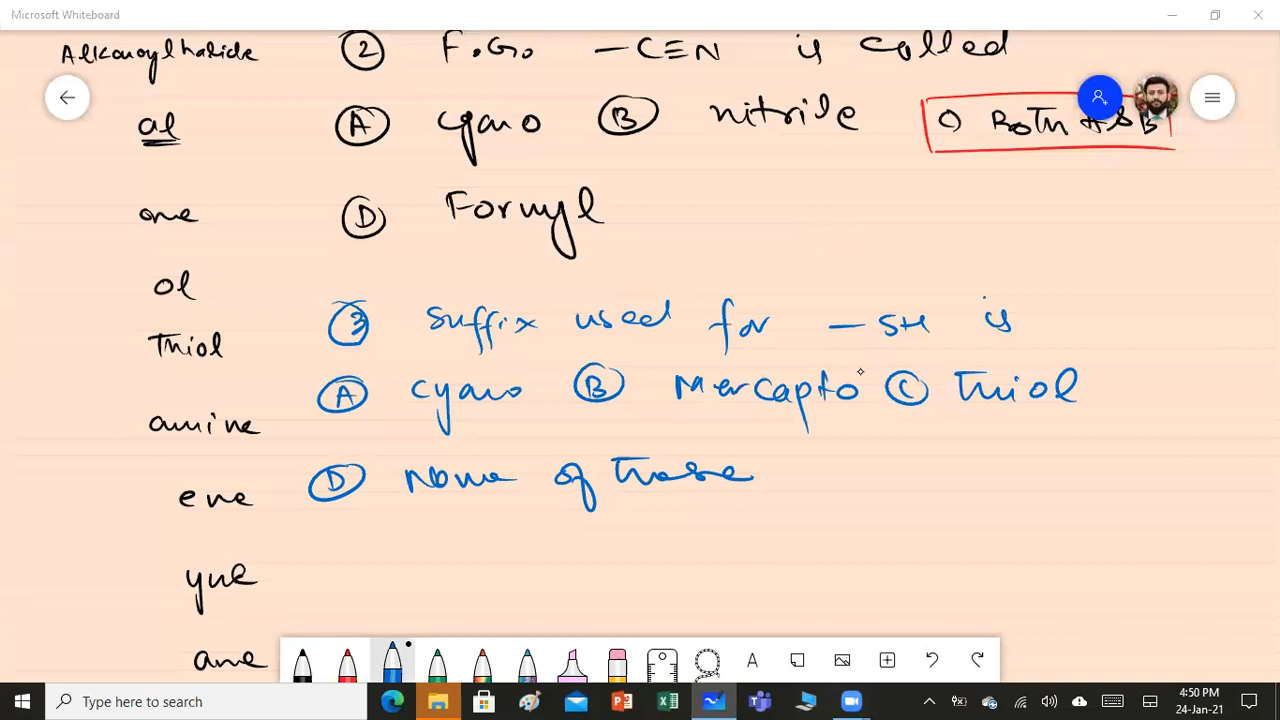 Microsoft Whiteboard
Alkanoylhalide
al
one
ol
Thiol
amine
ene
yne
ane
② F.G. —C≡N is called
Ⓐ cyano Ⓑ nitrile C) BoTh A & B
Ⓓ Formyl
③ suffix used for —SH is
Ⓐ cyano Ⓑ Mercapto Ⓒ Thiol
Ⓓ None of these
Type here to search
4:50 PM
24-Jan-21